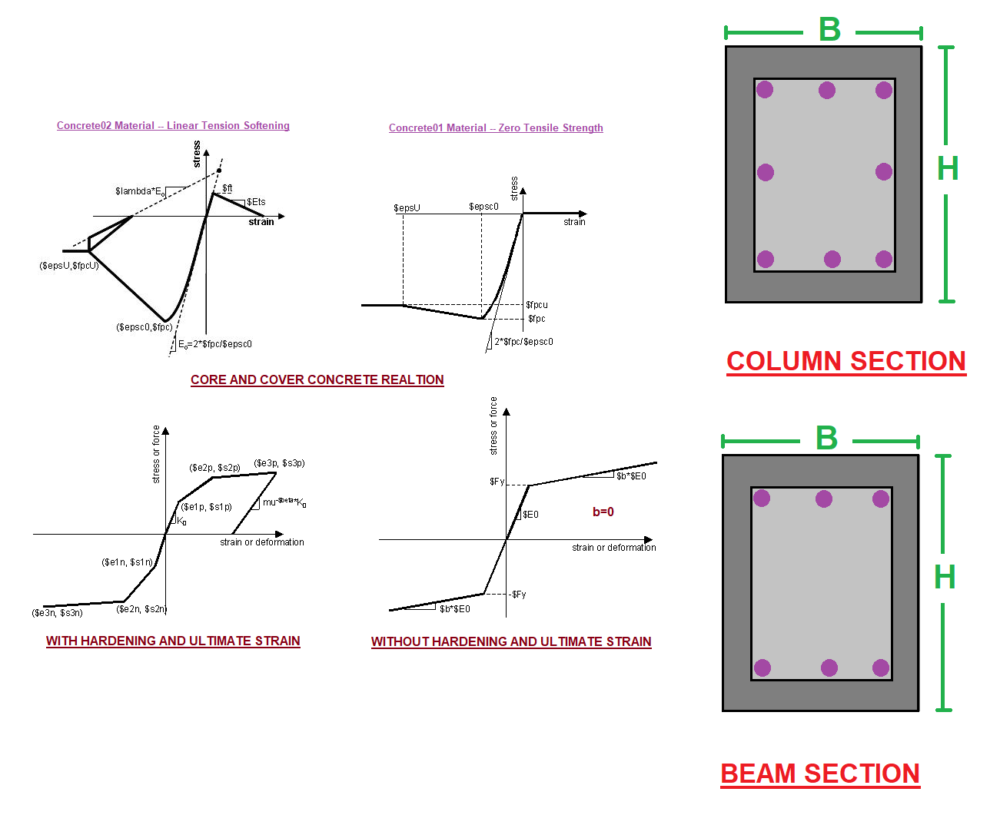 Concrete02 Material -- Linear Tension Softening
stress
$lambda*E0
$ft
$Ets
strain
($epsU,$fpcU)
($epsc0,$fpc)
E0=2*$fpc/$epsc0
Concrete01 Material -- Zero Tensile Strength
stress
$epsU
$epsc0
strain
$fpcu
$fpc
2*$fpc/$epsc0
CORE AND COVER CONCRETE REALTION
stress or force
($e3p, $s3p)
($e2p, $s2p)
($e1p, $s1p)
mu-$beta*K0
K0
strain or deformation
($e1n, $s1n)
($e2n, $s2n)
($e3n, $s3n)
WITH HARDENING AND ULTIMATE STRAIN
stress or force
$Fy
$b*$E0
$E0
b=0
strain or deformation
-$Fy
$b*$E0
WITHOUT HARDENING AND ULTIMATE STRAIN
B
H
COLUMN SECTION
B
H
BEAM SECTION